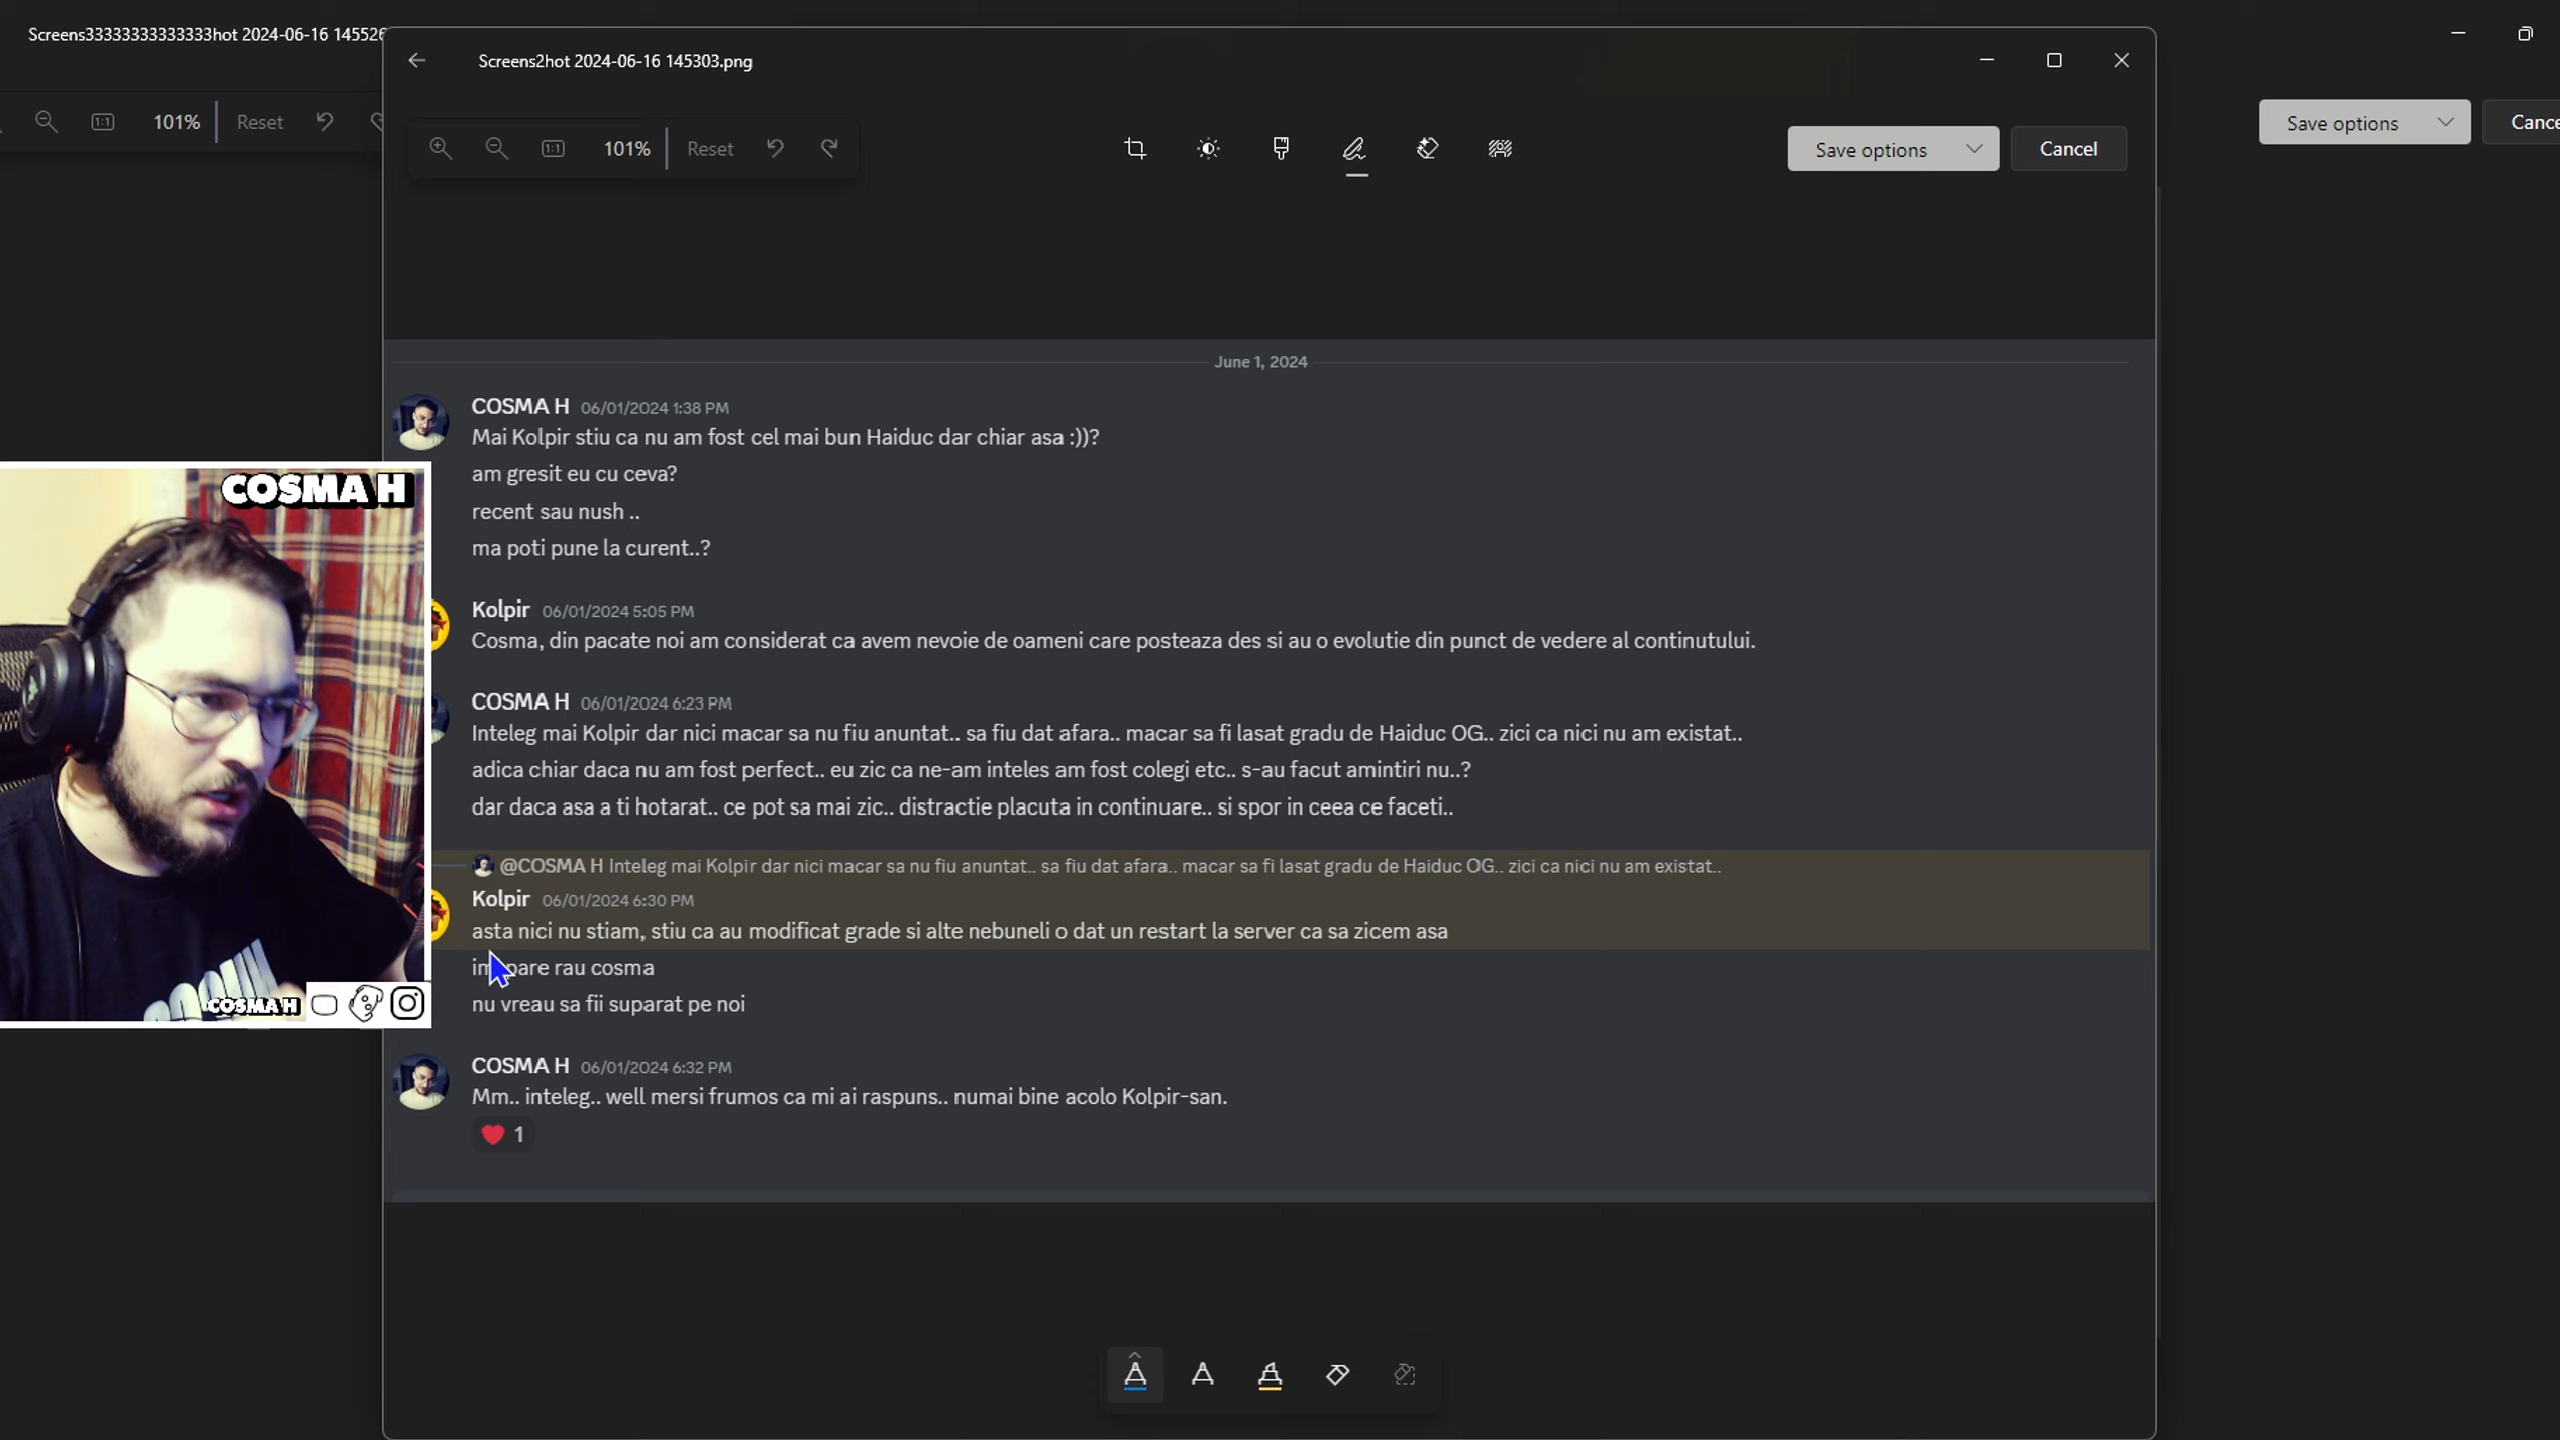 Screens33333333333333hot 2024-06-16 145526
Screens2hot 2024-06-16 145303.png
101%
Reset
Save options
101%
Reset
Save options
Cancel
June 1, 2024
COSMA H 06/01/2024 1:38 PM
Mai Kolpir stiu ca nu am fost cel mai bun Haiduc dar chiar asa :))?
am gresit eu cu ceva?
recent sau nush ..
ma poti pune la curent..?
COSMA H
Kolpir 06/01/2024 5:05 PM
Cosma, din pacate noi am considerat ca avem nevoie de oameni care posteaza des si au o evolutie din punct de vedere al continutului.
COSMA H 06/01/2024 6:23 PM
Inteleg mai Kolpir dar nici macar sa nu fiu anuntat.. sa fiu dat afara.. macar sa fi lasat gradu de Haiduc OG.. zici ca nici nu am existat..
adica chiar daca nu am fost perfect.. eu zic ca ne-am inteles am fost colegi etc.. s-au facut amintiri nu..?
dar daca asa a ti hotarat.. ce pot sa mai zic.. distractie placuta in continuare.. si spor in ceea ce faceti..
@COSMA H Inteleg mai Kolpir dar nici macar sa nu fiu anuntat.. sa fiu dat afara.. macar sa fi lasat gradu de Haiduc OG.. zici ca nici nu am existat..
Kolpir 06/01/2024 6:30 PM
asta nici nu stiam, stiu ca au modificat grade si alte nebuneli o dat un restart la server ca sa zicem asa
pare rau cosma
nu vreau sa fii suparat pe noi
COSMA H
COSMA H 06/01/2024 6:32 PM
Mm.. inteleg.. well mersi frumos ca mi ai raspuns.. numai bine acolo Kolpir-san.
1